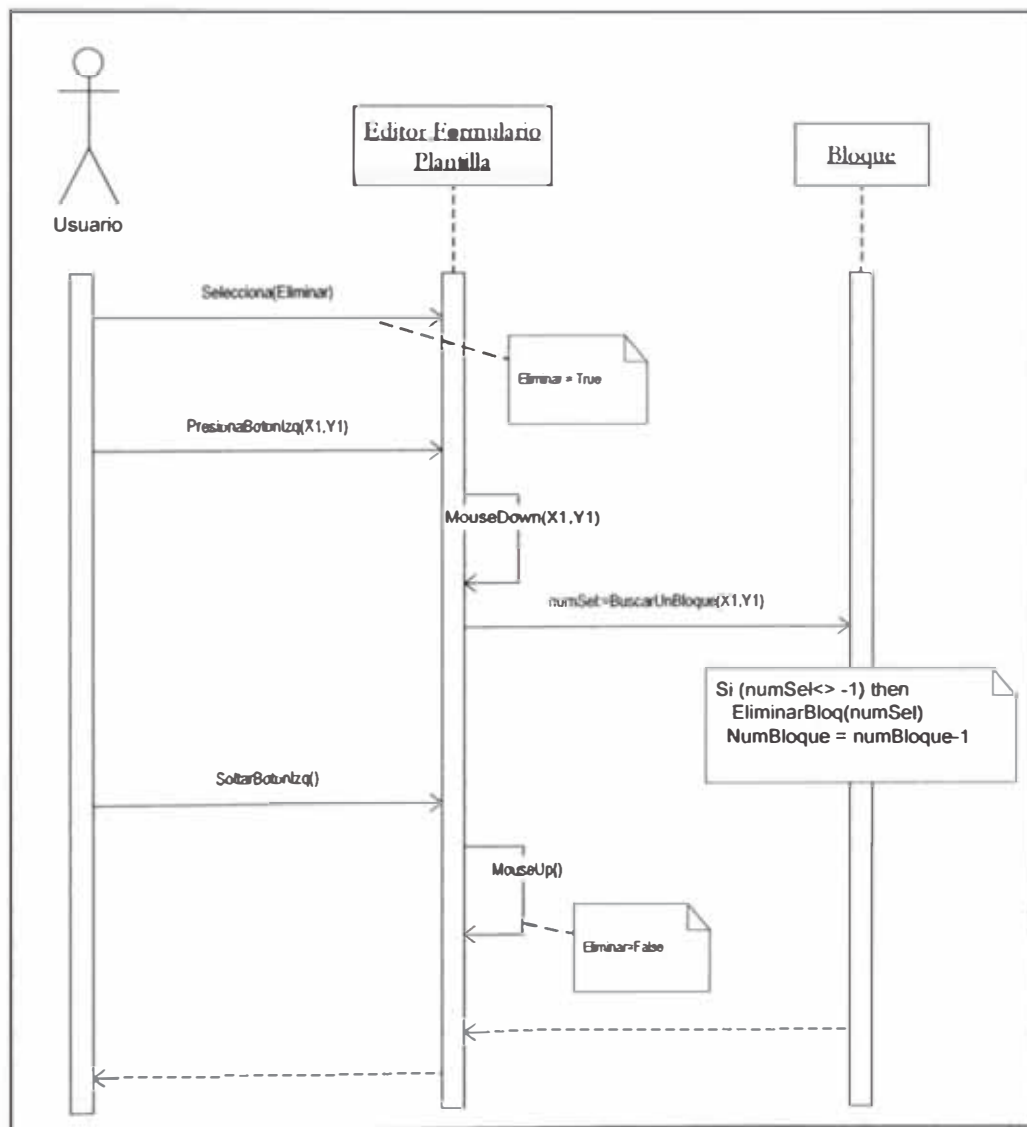 Editor Formulario
Plantilla
Bloque
Usuario
Selecciona(Eliminar)
Eliminar = True
PresionaBotonIzq(X1,Y1)
MouseDown(X1,Y1)
numSel:=BuscarUnBloque(X1,Y1)
Si (numSel<> -1) then
EliminarBloq(numSel)
NumBloque = numBloque-1
SoltarBotonIzq()
MouseUp()
Eliminar=False